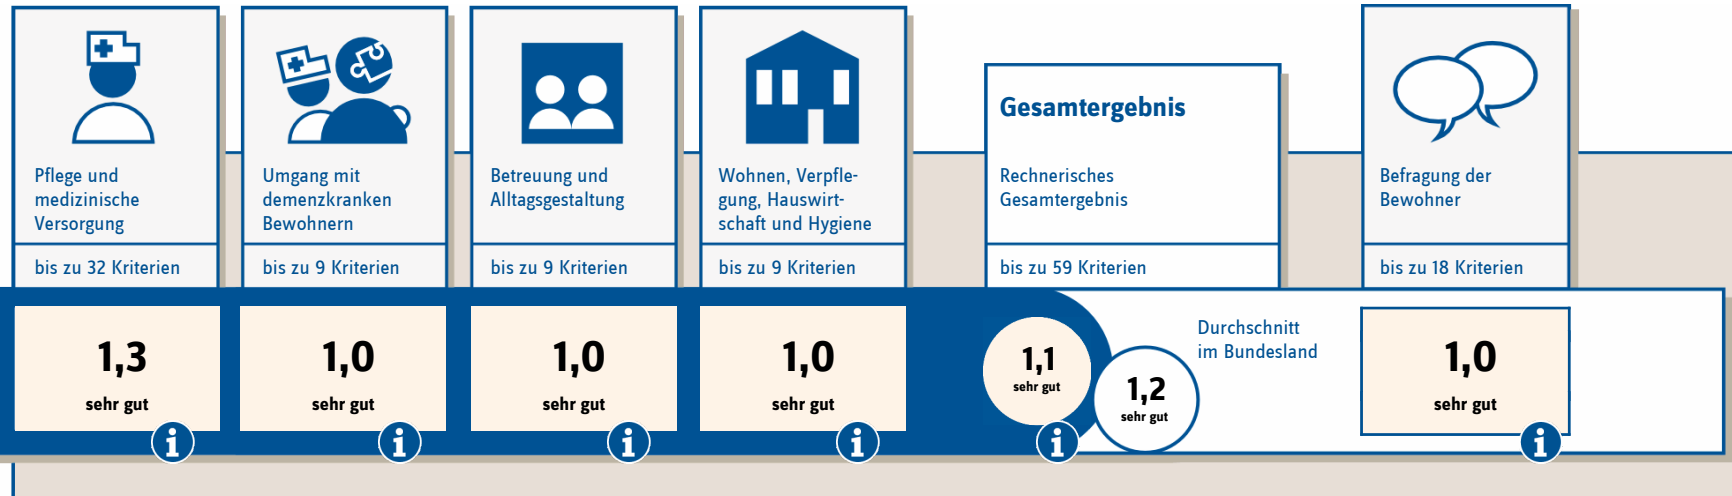 Pflege und
medizinische
Versorgung
bis zu 32 Kriterien
1,3
sehr gut
Umgang mit
demenzkranken
Bewohnern
bis zu 9 Kriterien
1,0
sehr gut
Betreuung und
Alltagsgestaltung
bis zu 9 Kriterien
1,0
sehr gut
Wohnen, Verpfle-
gung, Hauswirt-
schaft und Hygiene
bis zu 9 Kriterien
1,0
sehr gut
Gesamtergebnis
Rechnerisches
Gesamtergebnis
bis zu 59 Kriterien
1,1
sehr gut
1,2
sehr gut
Durchschnitt
im Bundesland
Befragung der
Bewohner
bis zu 18 Kriterien
1,0
sehr gut